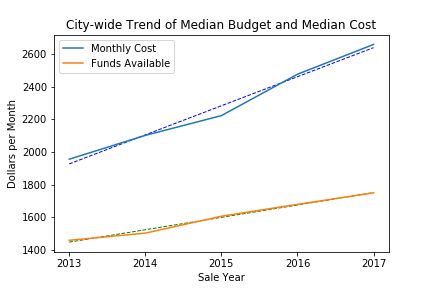 City-wide Trend of Median Budget and Median Cost
Monthly Cost
Funds Available
2600
2400
2200
2000
1800
1600
1400
Dollars per Month
2013 2014 2015 2016 2017
Sale Year